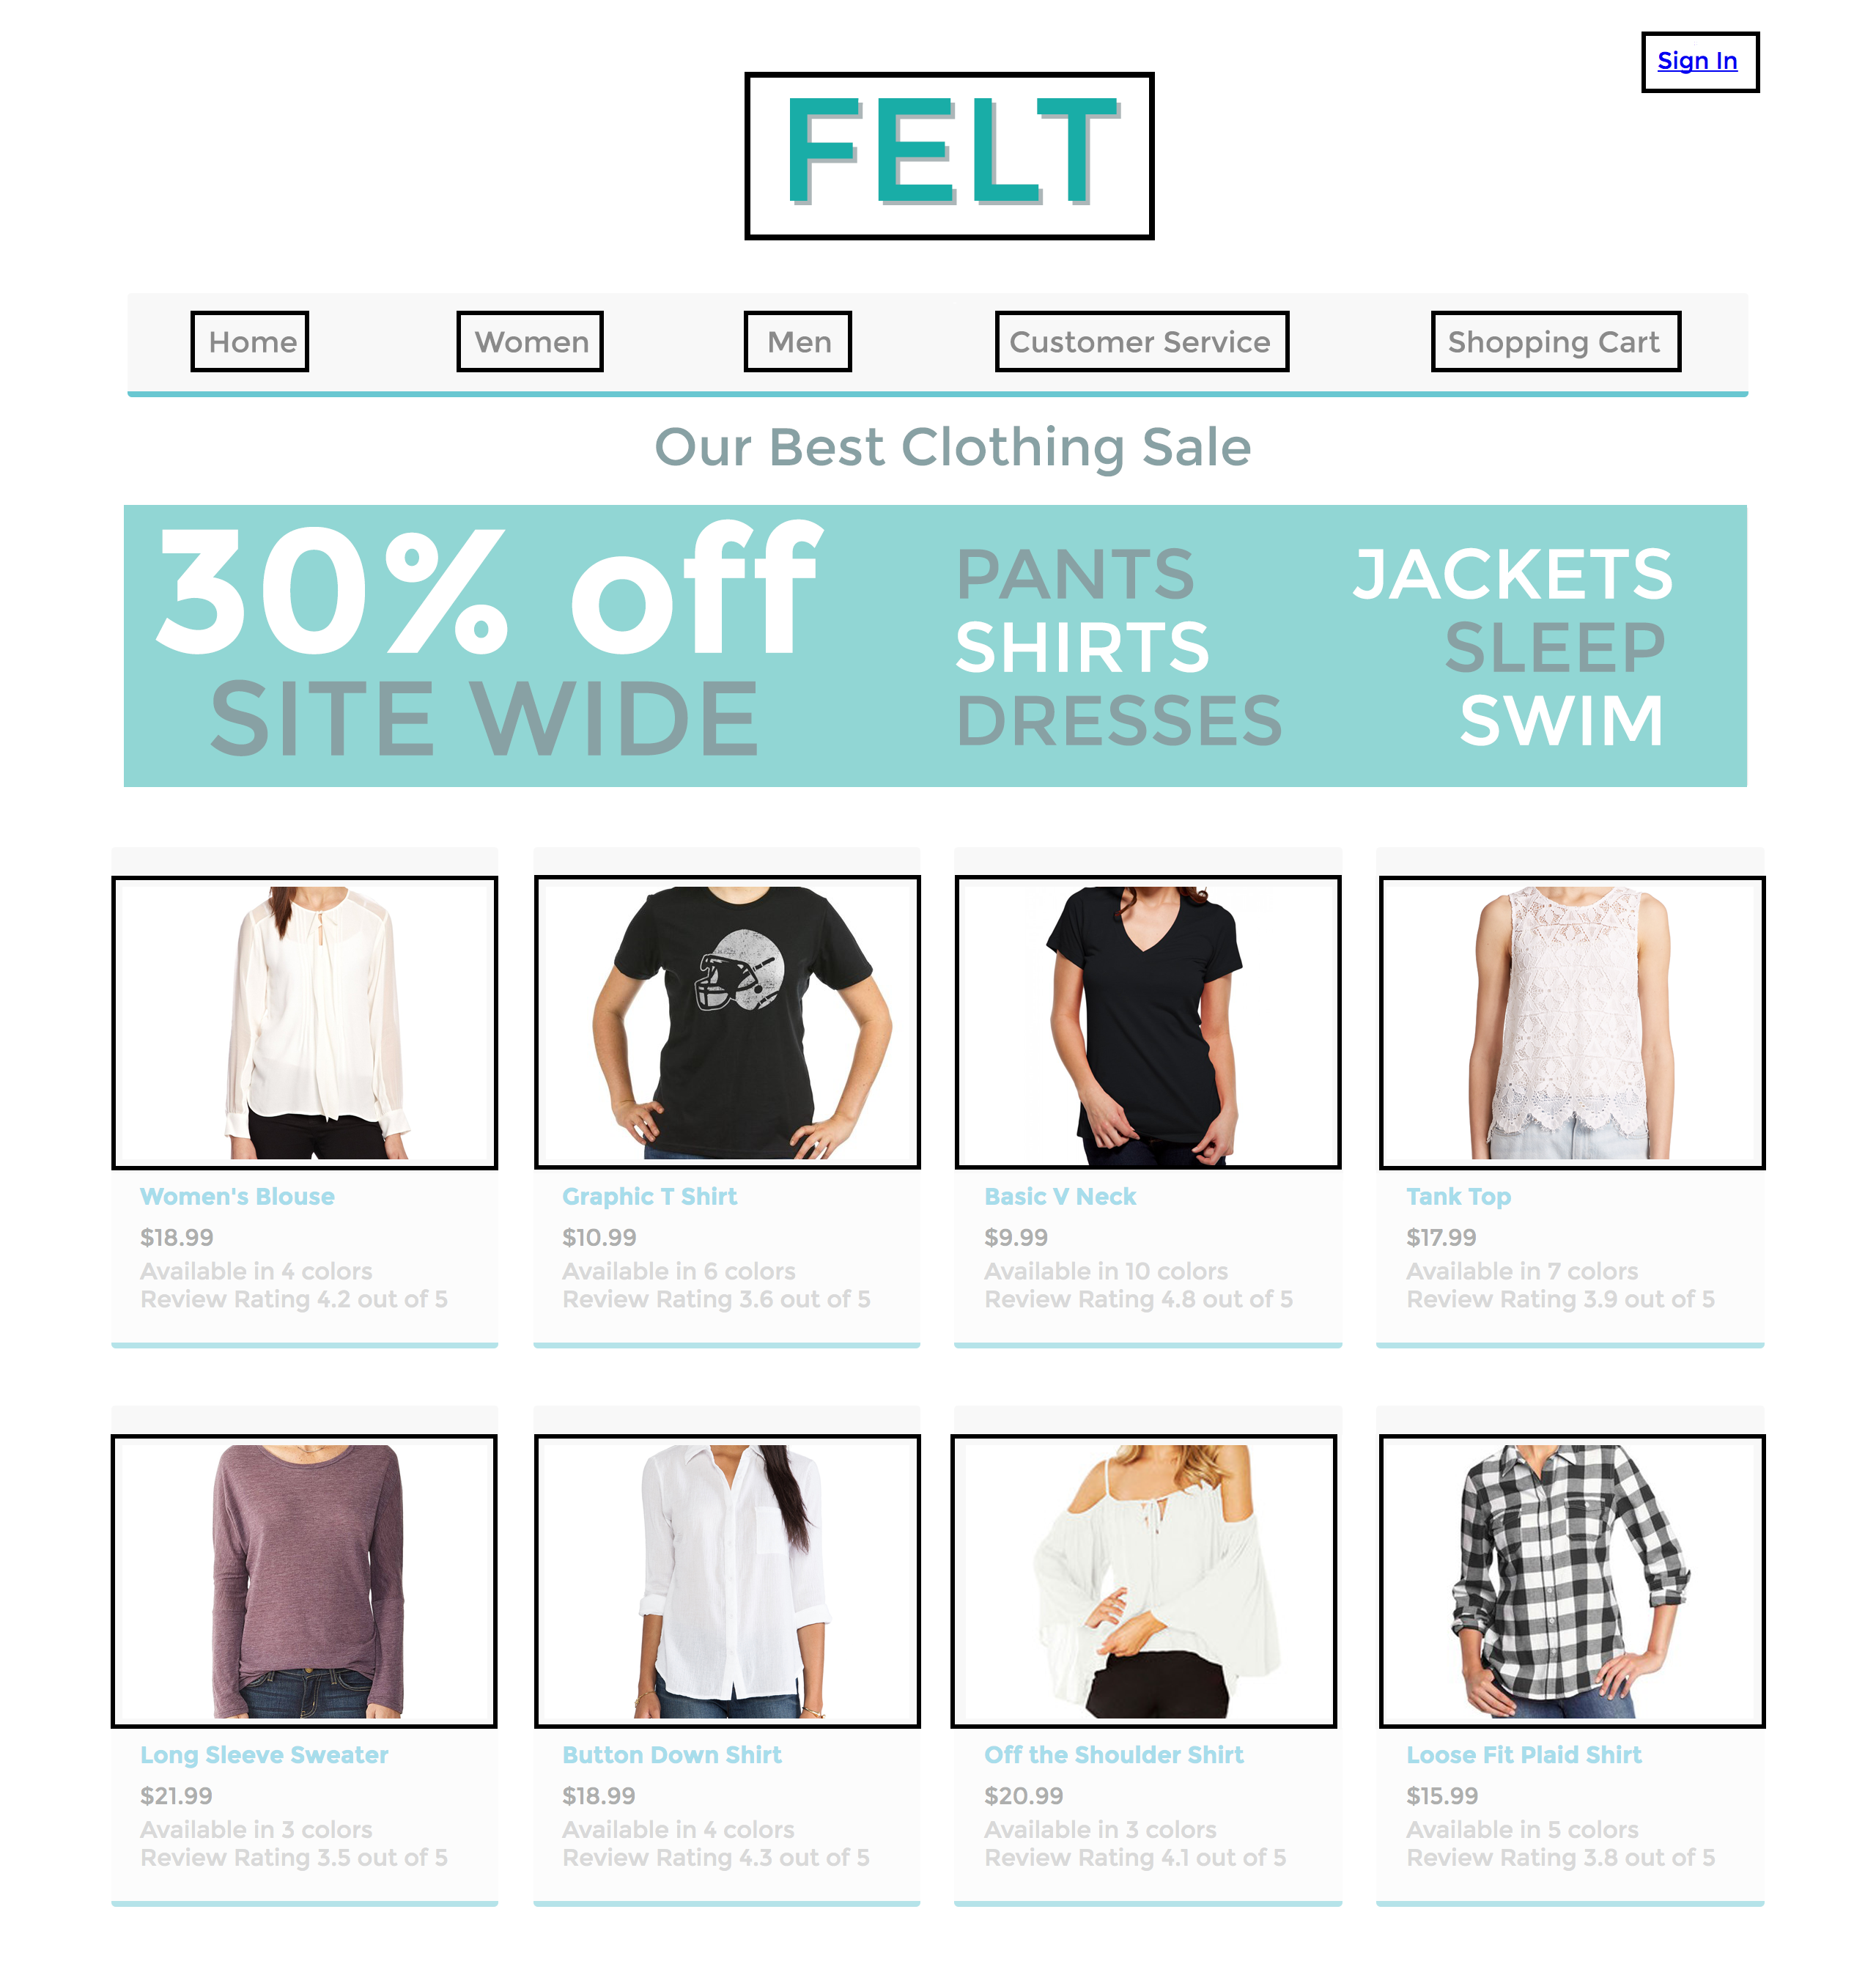 Sign In
FELT
Home Women Men Customer Service Shopping Cart
Our Best Clothing Sale
30% off
SITE WIDE
PANTS
SHIRTS
DRESSES
JACKETS
SLEEP
SWIM
Women's Blouse
$18.99
Available in 4 colors
Review Rating 4.2 out of 5
Graphic T Shirt
$10.99
Available in 6 colors
Review Rating 3.6 out of 5
Basic V Neck
$9.99
Available in 10 colors
Review Rating 4.8 out of 5
Tank Top
$17.99
Available in 7 colors
Review Rating 3.9 out of 5
Long Sleeve Sweater
$21.99
Available in 3 colors
Review Rating 3.5 out of 5
Button Down Shirt
$18.99
Available in 4 colors
Review Rating 4.3 out of 5
Off the Shoulder Shirt
$20.99
Available in 3 colors
Review Rating 4.1 out of 5
Loose Fit Plaid Shirt
$15.99
Available in 5 colors
Review Rating 3.8 out of 5